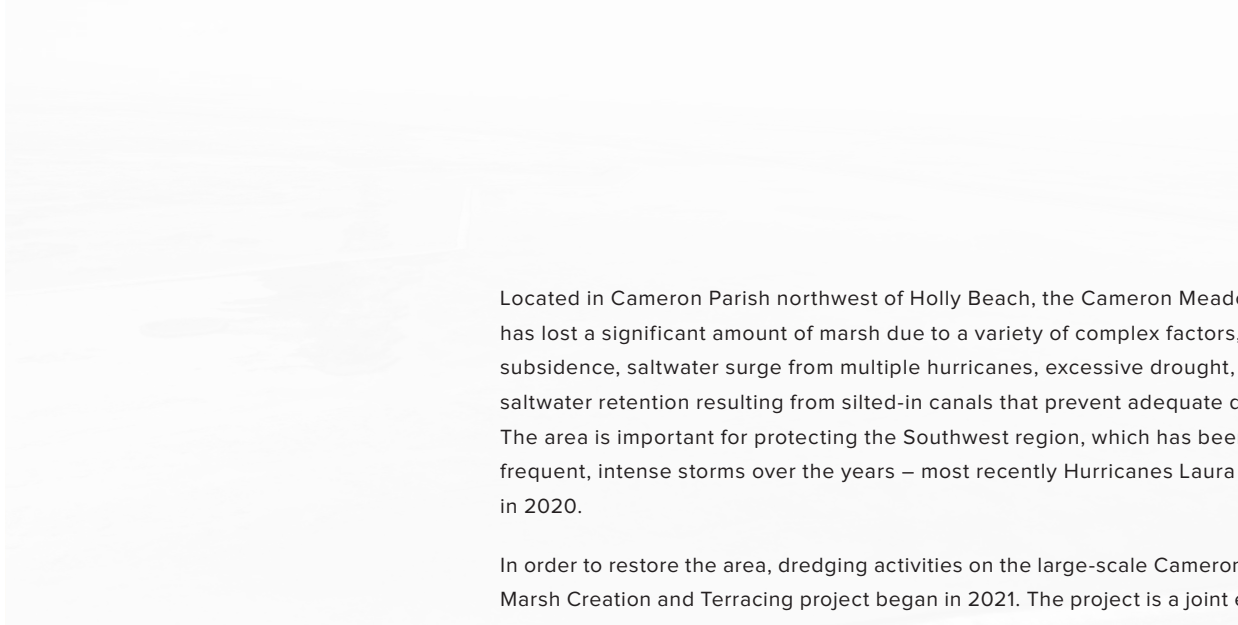 Located in Cameron Parish northwest of Holly Beach, the Cameron
has lost a significant amount of marsh due to a variety of complex factors,
subsidence, saltwater surge from multiple hurricanes, excessive drought,
saltwater retention resulting from silted-in canals that prevent adequate
The area is important for protecting the Southwest region, which has
frequent, intense storms over the years – most recently Hurricanes Laura
in 2020.
In order to restore the area, dredging activities on the large-scale Cameron
Marsh Creation and Terracing project began in 2021. The project is a joint